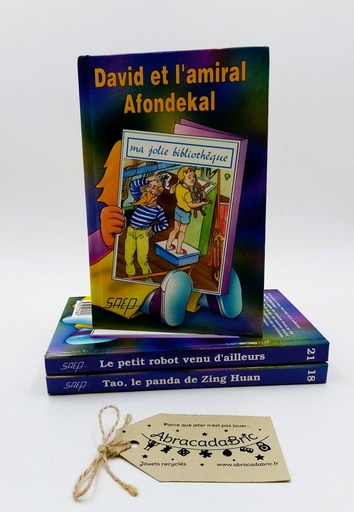 David et l'amiral
Afondekal
ma jolie bibliothèque
SAEP
SAEP Le petit robot venu d'ailleurs 21
SAEP Tao, le panda de Zing Huan 18
Parce que jeter n'est pas jouer...
AbracadaBric
Jouets recyclés www.abracadabric.fr